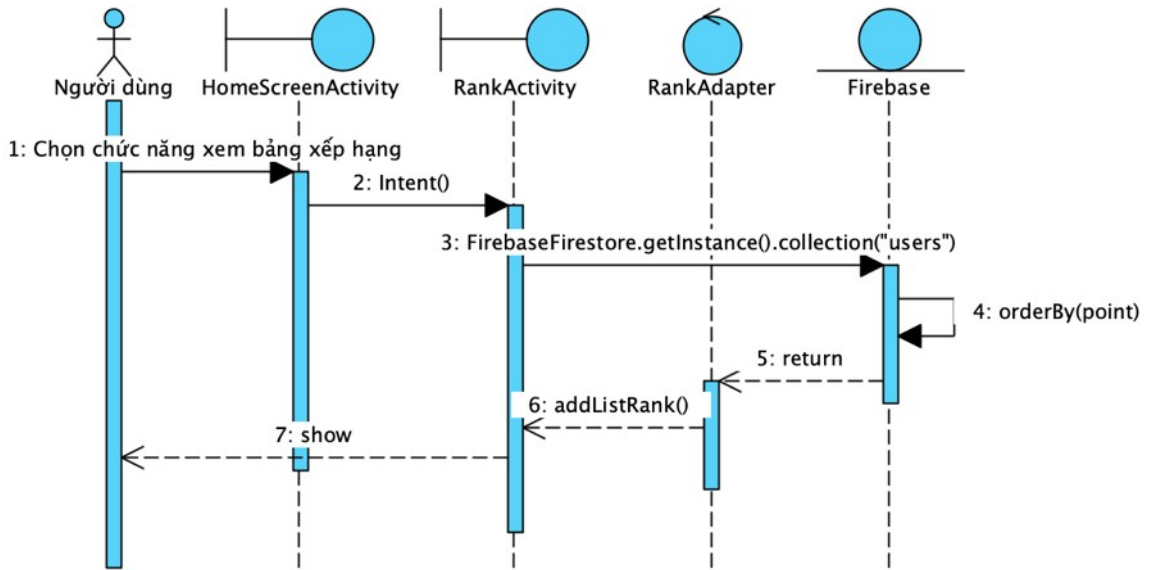 Người dùng
HomeScreenActivity
RankActivity
RankAdapter
Firebase
1: Chọn chức năng xem bảng xếp hạng
2: Intent()
3: FirebaseFirestore.getInstance().collection("users")
4: orderBy(point)
5: return
6: addListRank()
7: show